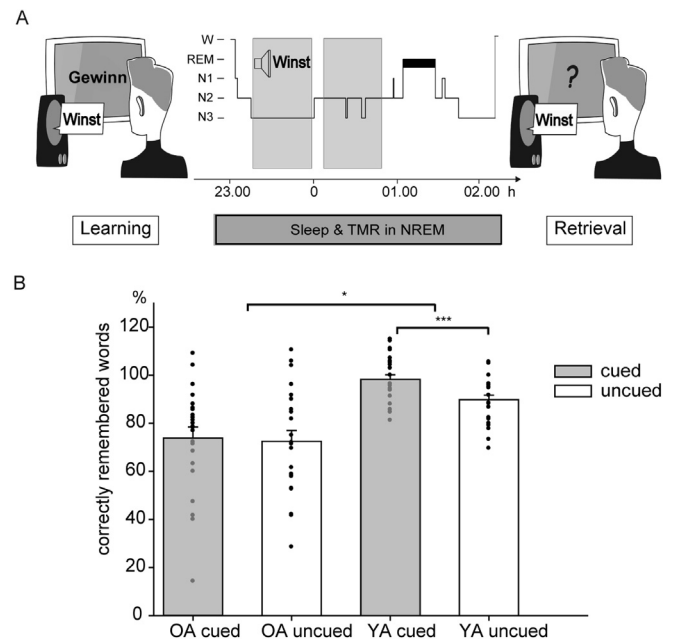 A
Gewinn
Winst
W
REM
N1
N2
N3
Winst
23.00 0 01.00 02.00 h
?
Winst
Learning
Sleep & TMR in NREM
Retrieval
B
%
correctly remembered words
120
100
80
60
40
20
0
*
***
cued
uncued
OA cued OA uncued YA cued YA uncued